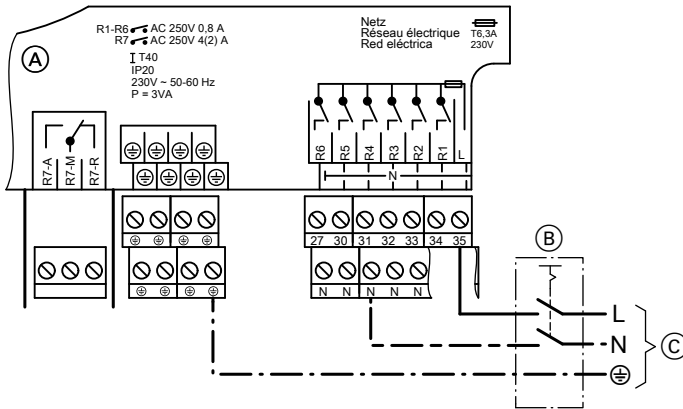 R1-R6 AC 250V 0,8 A
R7 AC 250V 4(2) A
T40
IP20
230V ~ 50-60 Hz
P = 3VA
Netz
Réseau électrique
Red eléctrica
T6,3A
230V
A
R7-A
R7-M
R7-R
R6
R5
R4
R3
R2
R1
L
N
27 30 31 32 33 34 35
N N N N N
B
L
N
C